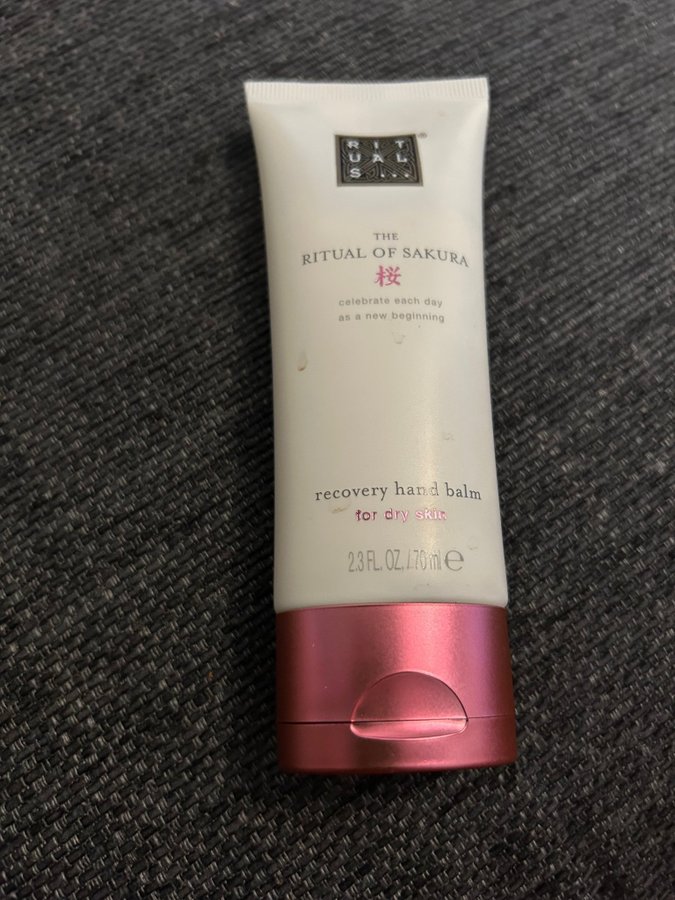 RIT
UAL
S...
®
THE
RITUAL OF SAKURA
桜
celebrate each day
as a new beginning
recovery hand balm
for dry skin
2.3 FL. OZ. / 70 ml ℮